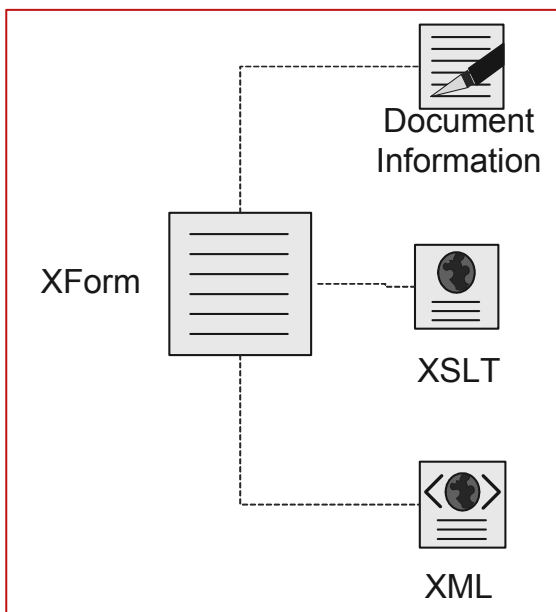 Document
Information
XForm
XSLT
XML